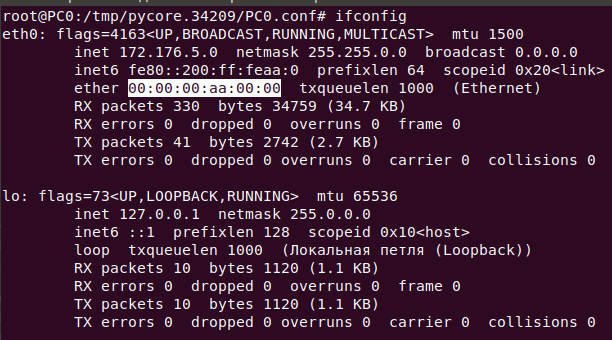 root@PC0:/tmp/pycore.34209/PC0.conf# ifconfig
eth0: flags=4163<UP,BROADCAST,RUNNING,MULTICAST>  mtu 1500
        inet 172.176.5.0  netmask 255.255.0.0  broadcast 0.0.0.0
        inet6 fe80::200:ff:feaa:0  prefixlen 64  scopeid 0x20<link>
        ether 00:00:00:aa:00:00  txqueuelen 1000  (Ethernet)
        RX packets 330  bytes 34759 (34.7 KB)
        RX errors 0  dropped 0  overruns 0  frame 0
        TX packets 41  bytes 2742 (2.7 KB)
        TX errors 0  dropped 0 overruns 0  carrier 0  collisions 0

lo: flags=73<UP,LOOPBACK,RUNNING>  mtu 65536
        inet 127.0.0.1  netmask 255.0.0.0
        inet6 ::1  prefixlen 128  scopeid 0x10<host>
        loop  txqueuelen 1000  (Локальная петля (Loopback))
        RX packets 10  bytes 1120 (1.1 KB)
        RX errors 0  dropped 0  overruns 0  frame 0
        TX packets 10  bytes 1120 (1.1 KB)
        TX errors 0  dropped 0 overruns 0  carrier 0  collisions 0